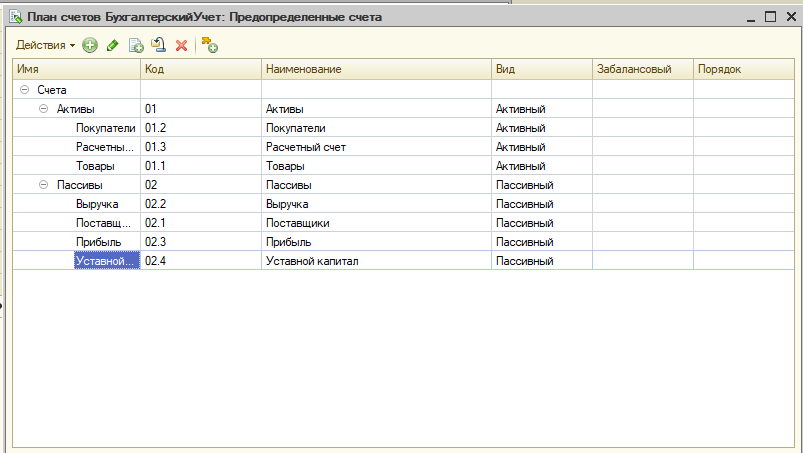 План счетов БухгалтерскийУчет: Предопределенные счета
Действия
Имя Код Наименование Вид Забалансовый Порядок
Счета
Активы 01 Активы Активный
Покупатели 01.2 Покупатели Активный
Расчетны... 01.3 Расчетный счет Активный
Товары 01.1 Товары Активный
Пассивы 02 Пассивы Пассивный
Выручка 02.2 Выручка Пассивный
Поставщ... 02.1 Поставщики Пассивный
Прибыль 02.3 Прибыль Пассивный
Уставной... 02.4 Уставной капитал Пассивный